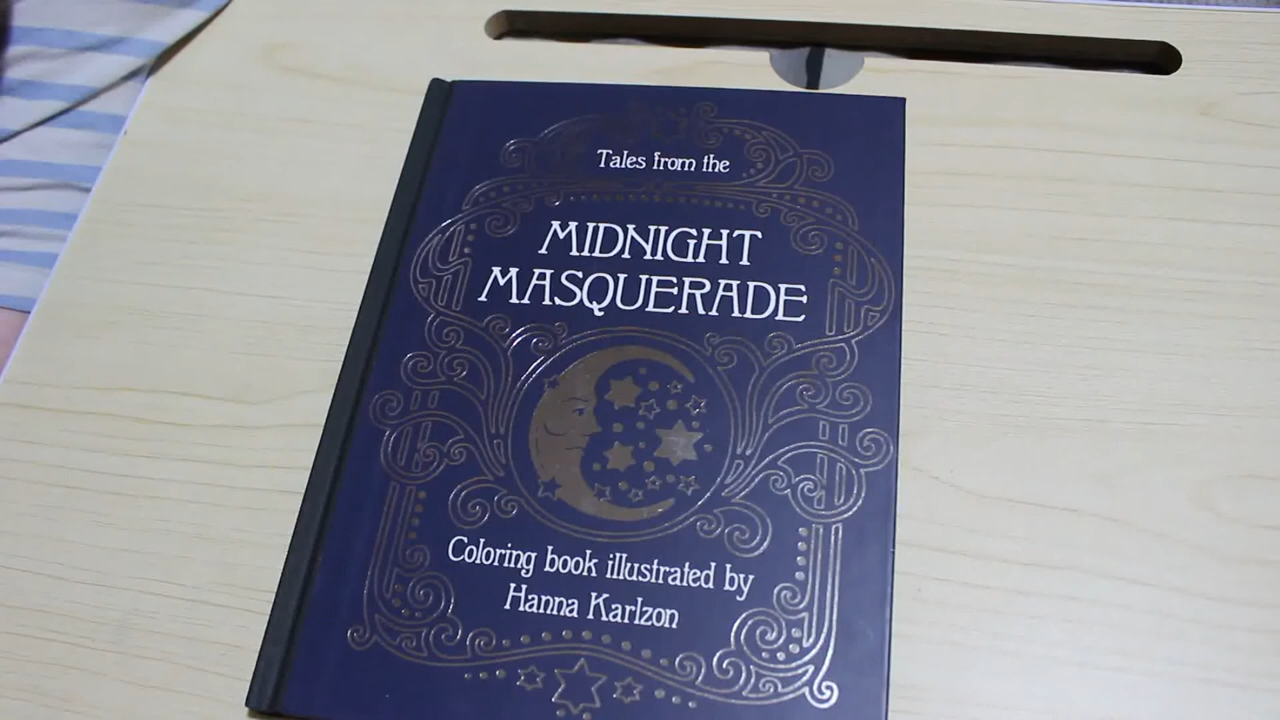 Tales from the
MIDNIGHT
MASQUERADE
Coloring book illustrated by
Hanna Karlzon